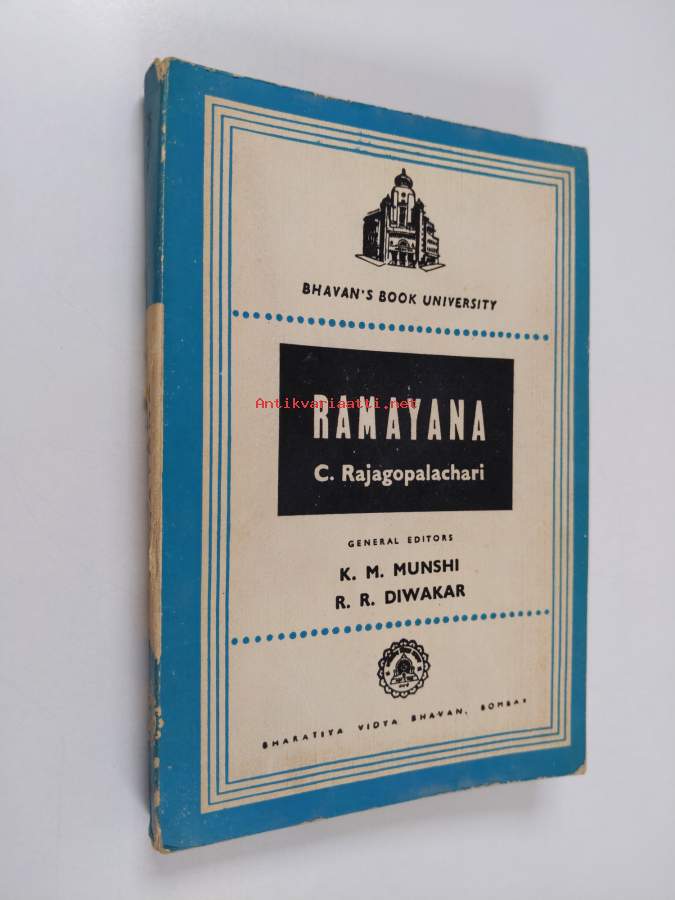 BHAVAN'S BOOK UNIVERSITY
RAMAYANA
Antikvariaatti.net
C. Rajagopalachari
GENERAL EDITORS
K. M. MUNSHI
R. R. DIWAKAR
BHARATIYA VIDYA BHAVAN, BOMBAY